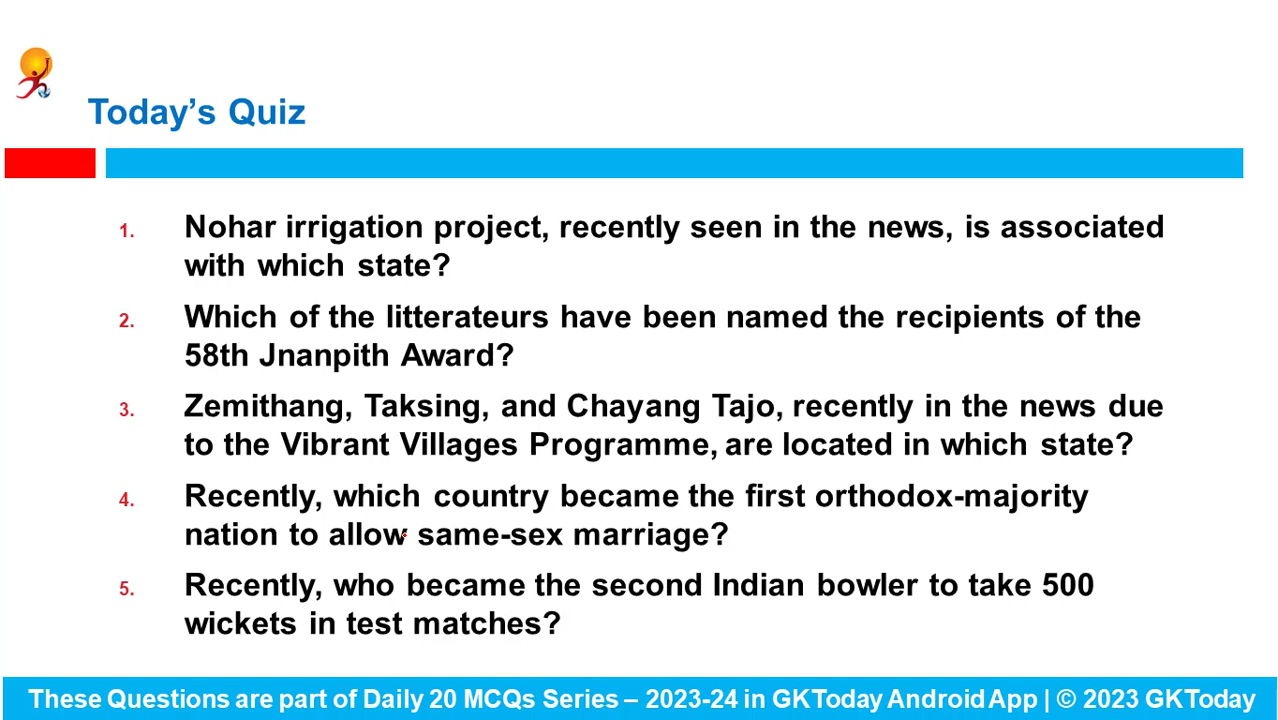 Today’s Quiz
1. Nohar irrigation project, recently seen in the news, is associated
with which state?
2. Which of the litterateurs have been named the recipients of the
58th Jnanpith Award?
3. Zemithang, Taksing, and Chayang Tajo, recently in the news due
to the Vibrant Villages Programme, are located in which state?
4. Recently, which country became the first orthodox-majority
nation to allow same-sex marriage?
5. Recently, who became the second Indian bowler to take 500
wickets in test matches?
These Questions are part of Daily 20 MCQs Series – 2023-24 in GKToday Android App | © 2023 GKToday